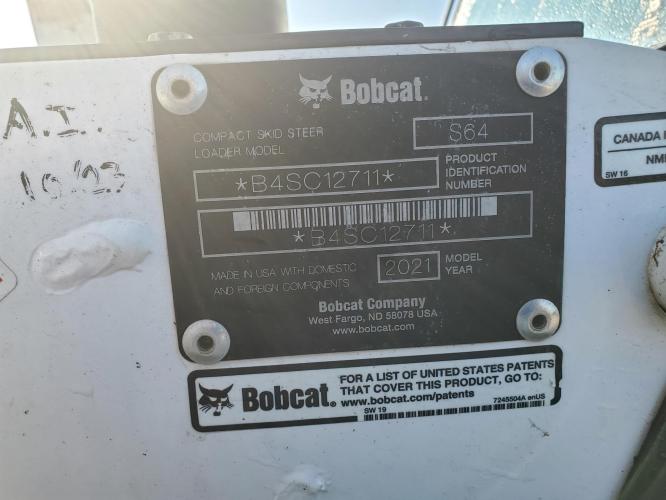 Bobcat.
COMPACT SKID STEER
LOADER MODEL
S64
*B4SC12711*
PRODUCT
IDENTIFICATION
NUMBER
*B4SC12711*
MADE IN USA WITH DOMESTIC
AND FOREIGN COMPONENTS
2021
MODEL
YEAR
Bobcat Company
West Fargo, ND 58078 USA
www.bobcat.com
Bobcat.
FOR A LIST OF UNITED STATES PATENTS
THAT COVER THIS PRODUCT, GO TO:
www.bobcat.com/patents
SW 19
7245504A enUS
A.I.
10/23
CANADA
NM
SW 16